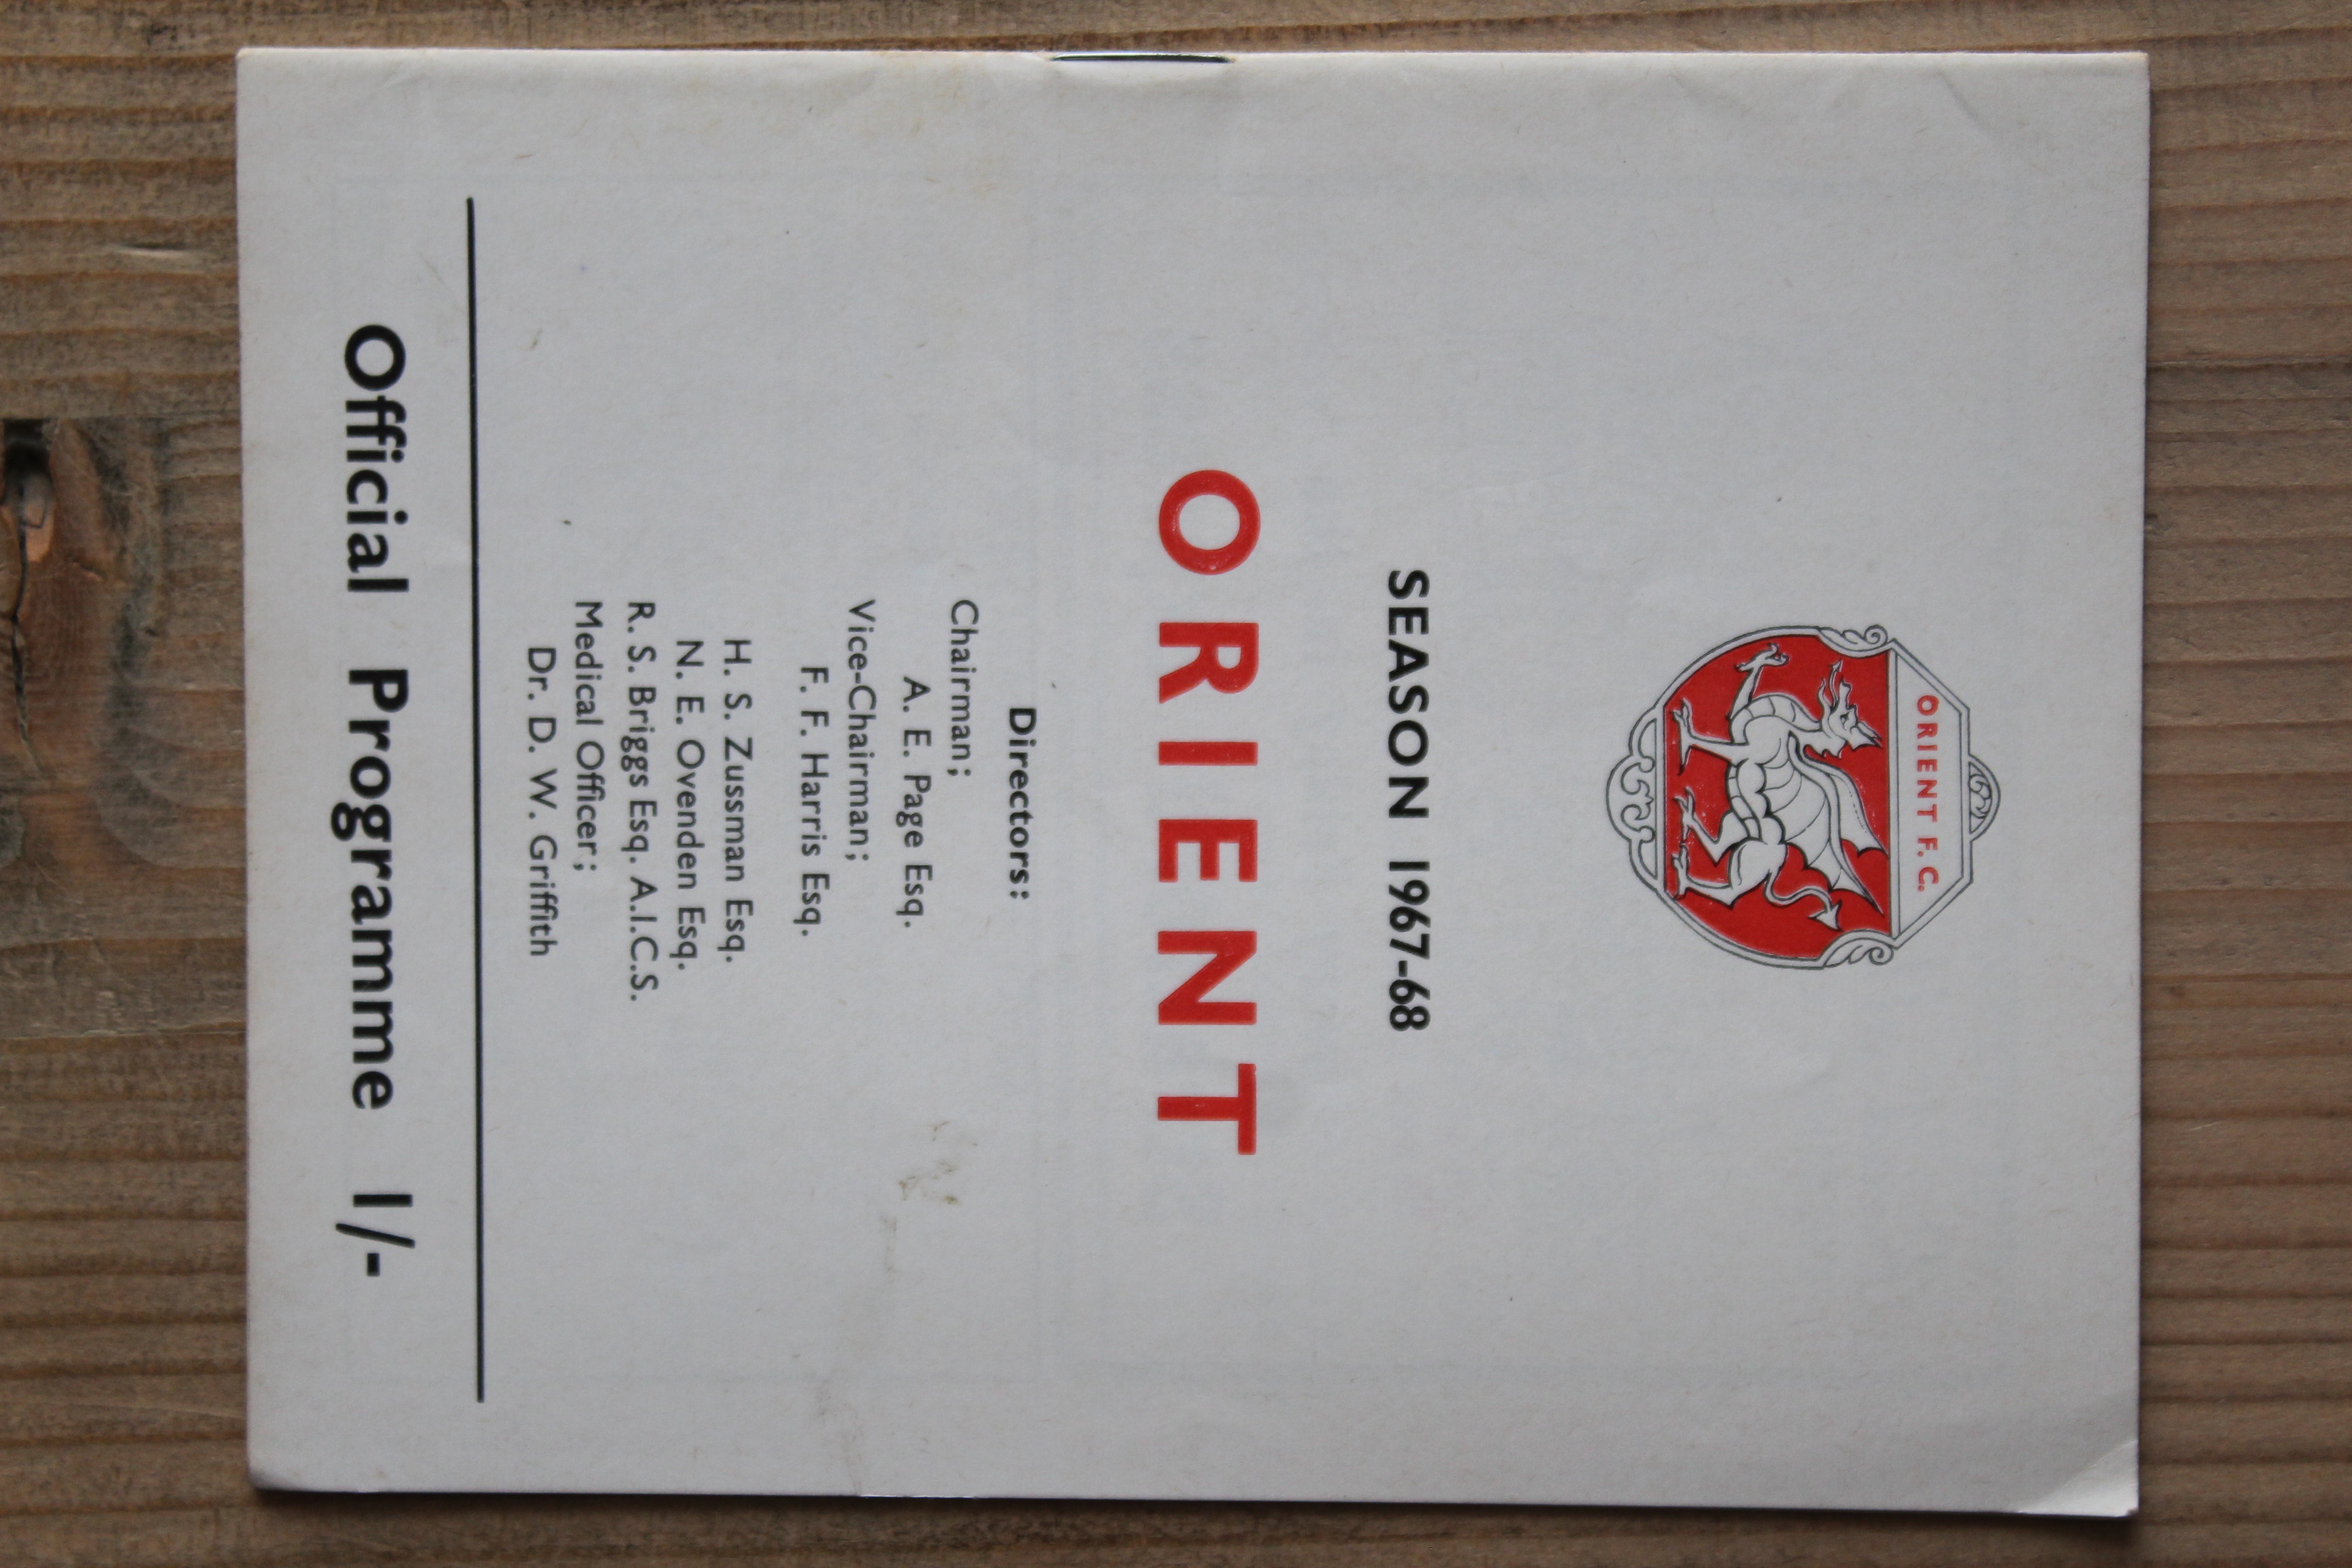 ORIENT F.C.
SEASON 1967-68
ORIENT
Directors:
Chairman;
A. E. Page Esq.
Vice-Chairman;
F. F. Harris Esq.
H. S. Zussman Esq.
N. E. Ovenden Esq.
R. S. Briggs Esq. A.I.C.S.
Medical Officer;
Dr. D. W. Griffith
Official Programme 1/-